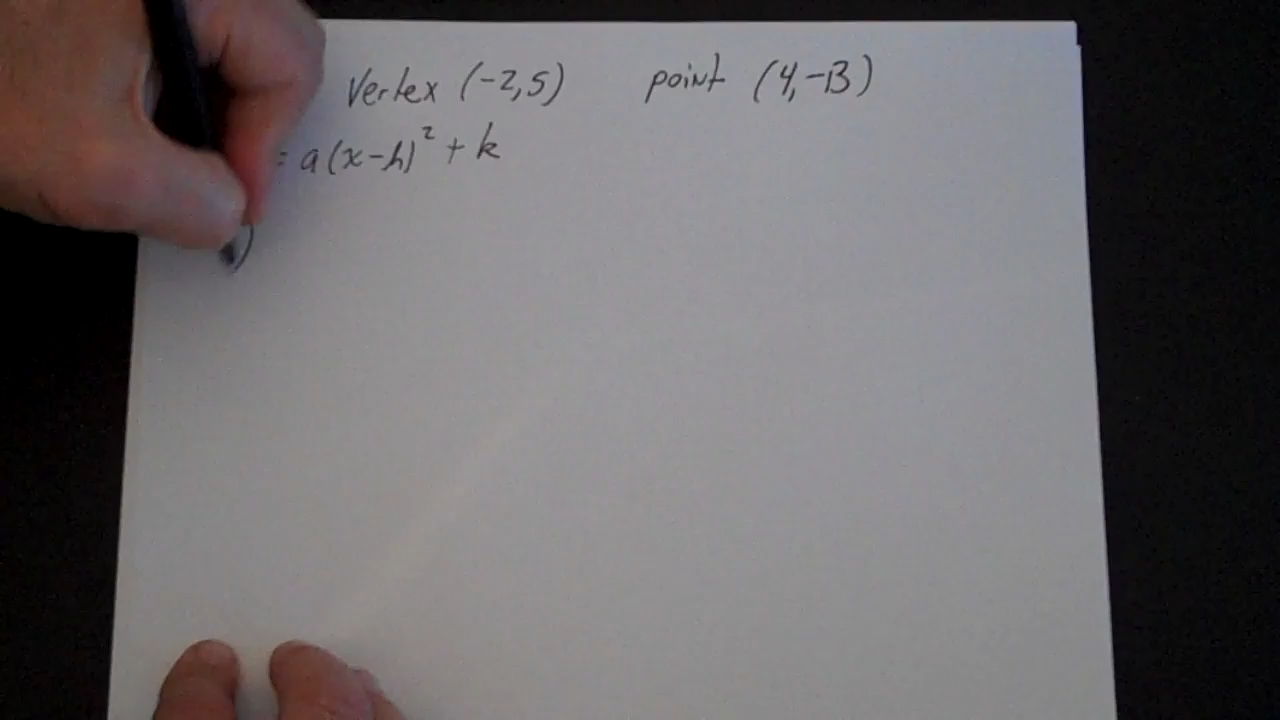 Vertex (-2,5) point (4,-13)
= a(x-h)² + k